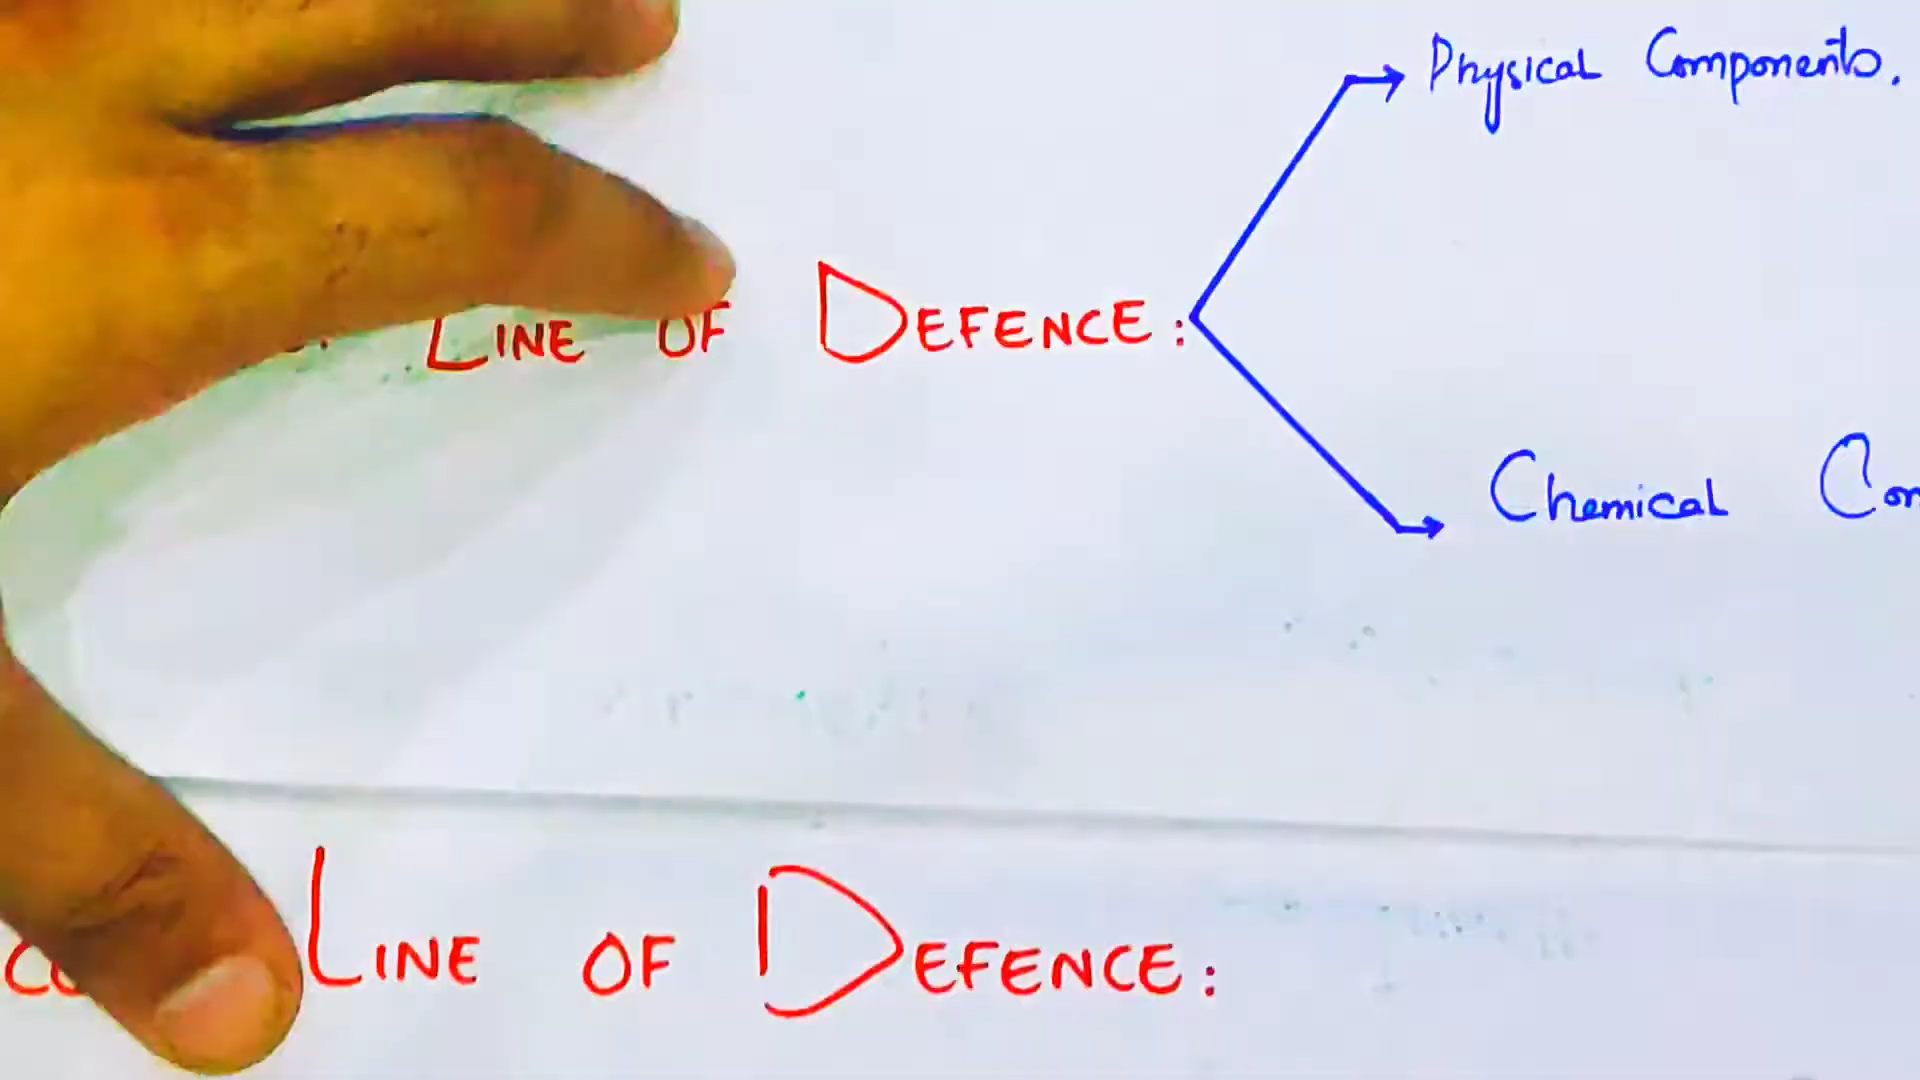 Physical Components.
LINE OF DEFENCE:
Chemical
LINE OF DEFENCE: